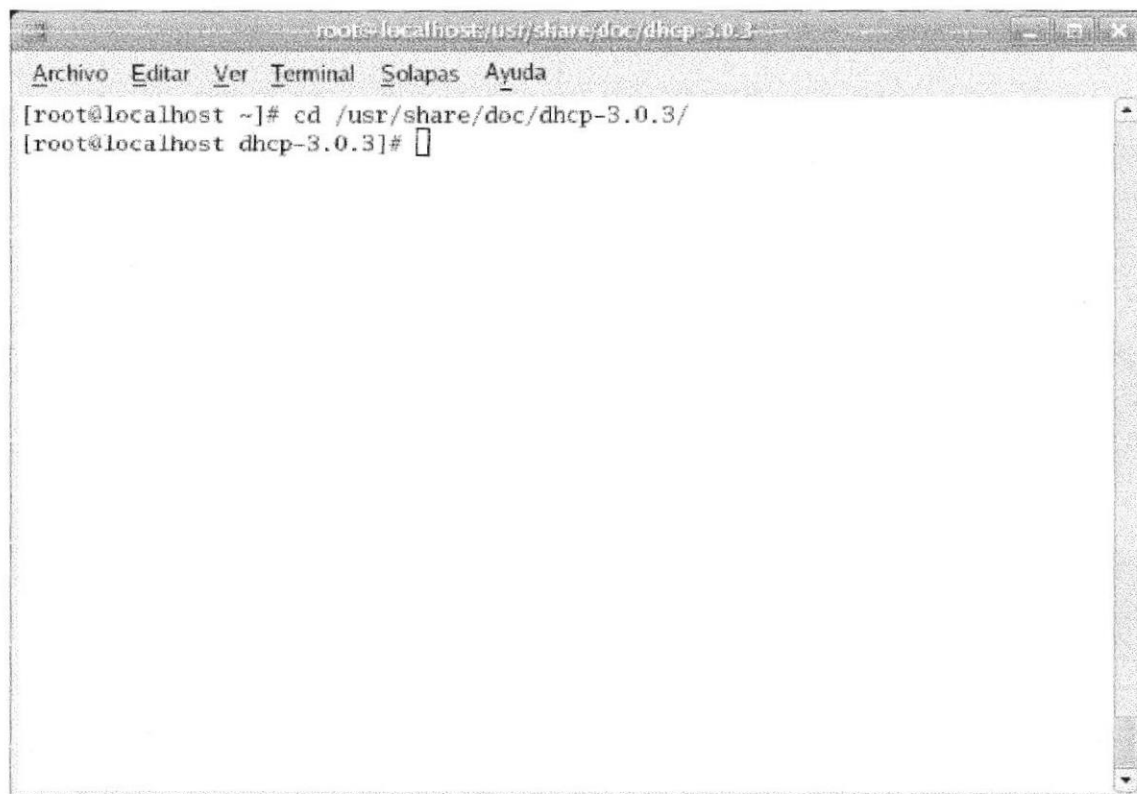 root@localhost:/usr/share/doc/dhcp-3.0.3
Archivo Editar Ver Terminal Solapas Ayuda
[root@localhost ~]# cd /usr/share/doc/dhcp-3.0.3/
[root@localhost dhcp-3.0.3]#